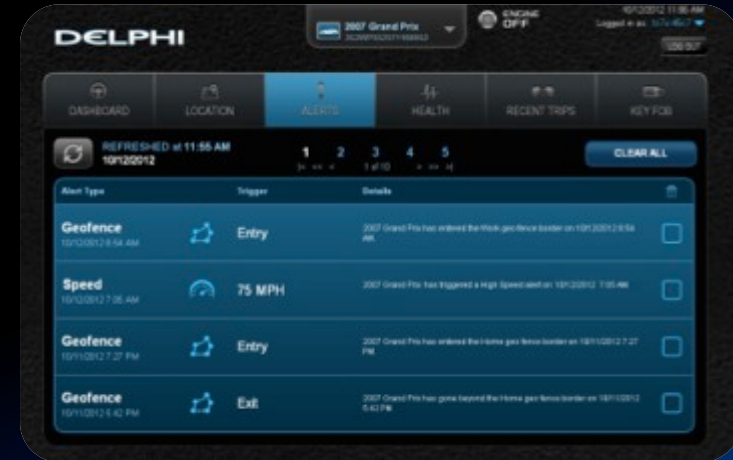 10/12/2012 11:55 AM
DELPHI
2007 Grand Prix
ENGINE
OFF
Logged in as:
LOG OUT
DASHBOARD
LOCATION
ALERTS
HEALTH
RECENT TRIPS
KEY FOB
REFRESHED at 11:55 AM
10/12/2012
1 2 3 4 5
|< << < 1 of 10 > >> >|
CLEAR ALL
Alert Type Trigger Details
Geofence
10/12/2012 8:54 AM
Entry
2007 Grand Prix has entered the Work geo fence border on 10/12/2012 8:54
AM
Speed
10/12/2012 7:05 AM
75 MPH
2007 Grand Prix has triggered a High Speed alert on 10/12/2012 7:05 AM
Geofence
10/11/2012 7:27 PM
Entry
2007 Grand Prix has entered the Home geo fence border on 10/11/2012 7:27
PM
Geofence
10/11/2012 6:42 PM
Exit
2007 Grand Prix has gone beyond the Home geo fence border on 10/11/2012
6:42 PM